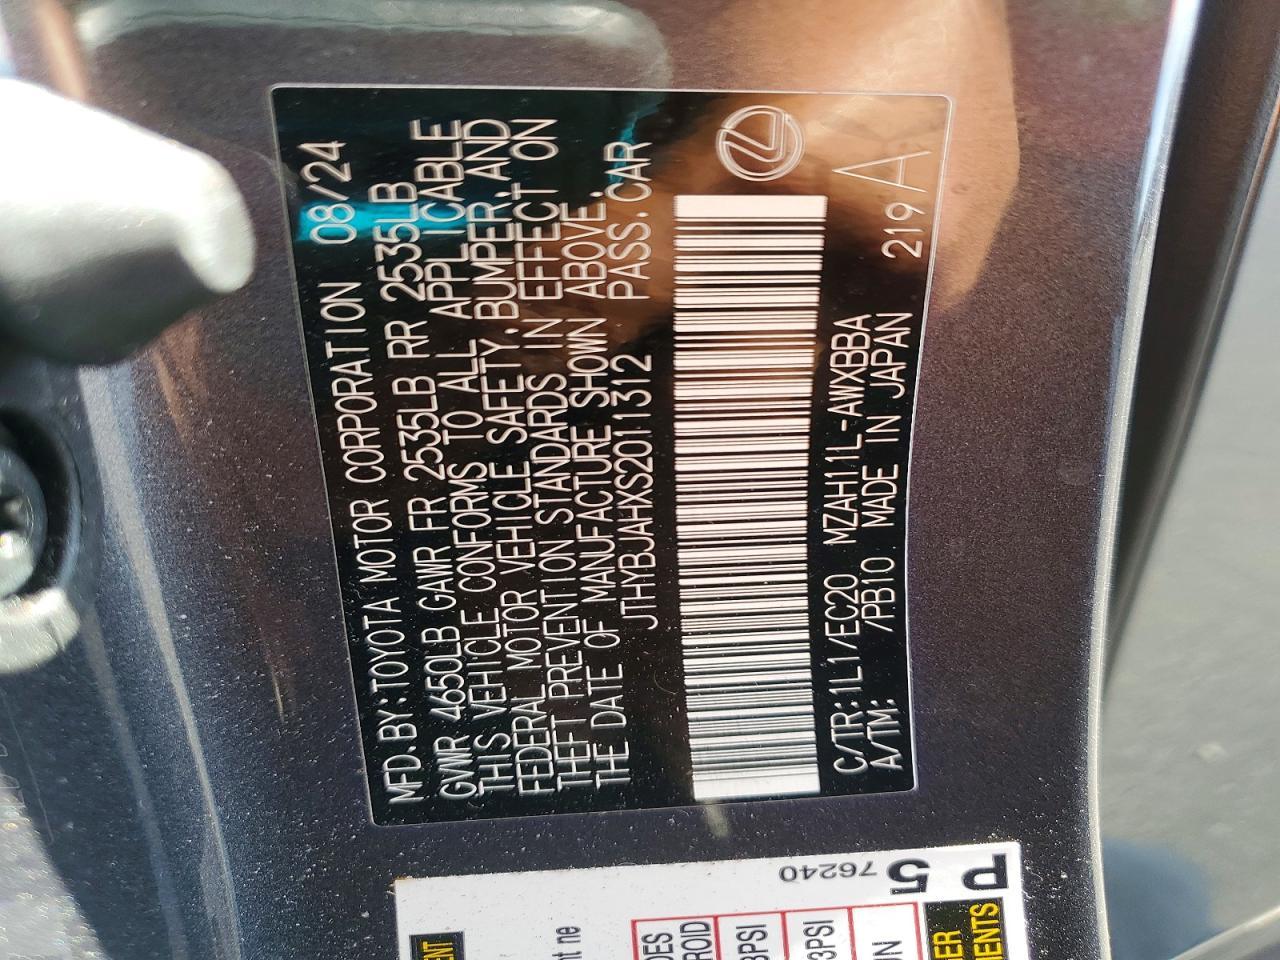 MFD.BY:TOYOTA MOTOR CORPORATION 08/24
GVWR 4650LB GAWR FR 2535LB RR 2535LB
THIS VEHICLE CONFORMS TO ALL APPLICABLE
FEDERAL MOTOR VEHICLE SAFETY,BUMPER,AND
THEFT PREVENTION STANDARDS IN EFFECT ON
THE DATE OF MANUFACTURE SHOWN ABOVE.
JTHYBJAHXS2011312 PASS.CAR
C/TR:1L1/EC20 MZAH11L-AWXBBA 219 A
A/TM: /PB10 MADE IN JAPAN
P
5
76240